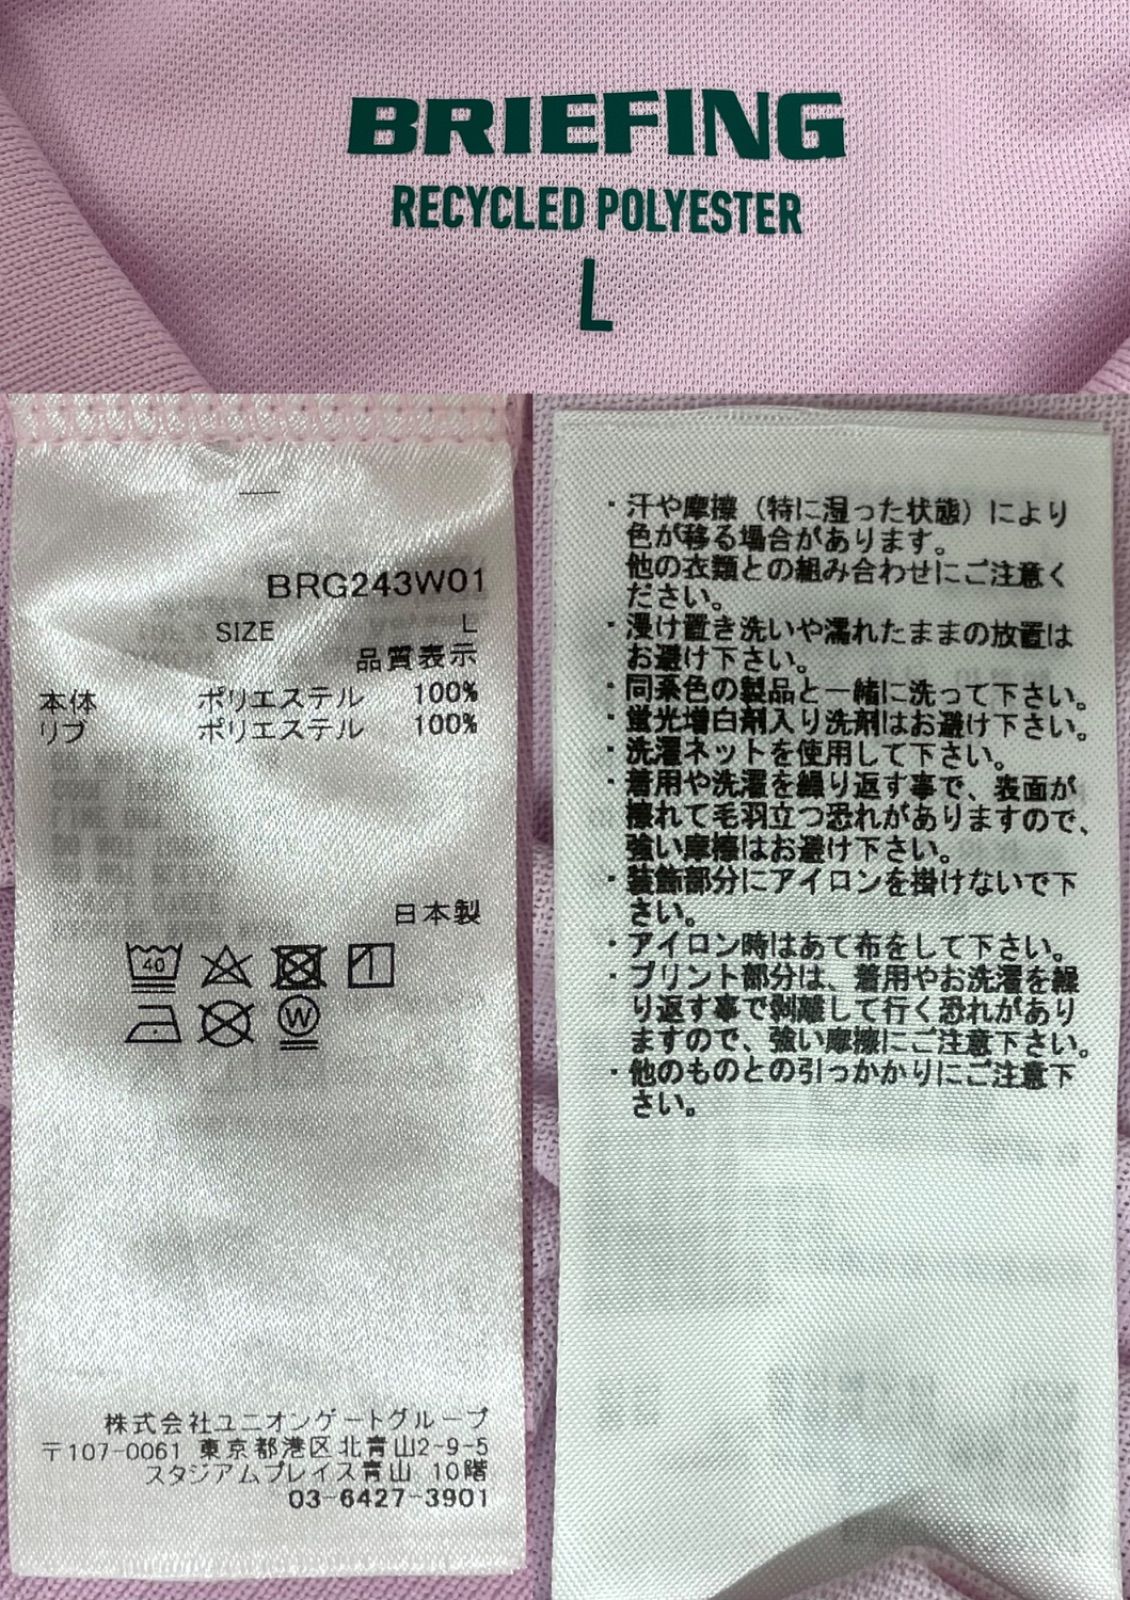 BRIEFING
RECYCLED POLYESTER
L
BRG243W01
SIZE L
品質表示
本体 ポリエステル 100%
リブ ポリエステル 100%
日本製
40
W
株式会社ユニオンゲートグループ
〒107-0061 東京都港区北青山2-9-5
スタジアムプレイス青山 10階
03-6427-3901
・汗や摩擦（特に湿った状態）により
色が移る場合があります。
他の衣類との組み合わせにご注意く
ださい。
・浸け置き洗いや濡れたままの放置は
お避け下さい。
・同系色の製品と一緒に洗って下さい。
・蛍光増白剤入り洗剤はお避け下さい。
・洗濯ネットを使用して下さい。
・着用や洗濯を繰り返す事で、表面が
擦れて毛羽立つ恐れがありますので、
強い摩擦はお避け下さい。
・装飾部分にアイロンを掛けないで下
さい。
・アイロン時はあて布をして下さい。
・プリント部分は、着用やお洗濯を繰
り返す事で剥離して行く恐れがあり
ますので、強い摩擦にご注意下さい。
・他のものとの引っかかりにご注意下
さい。